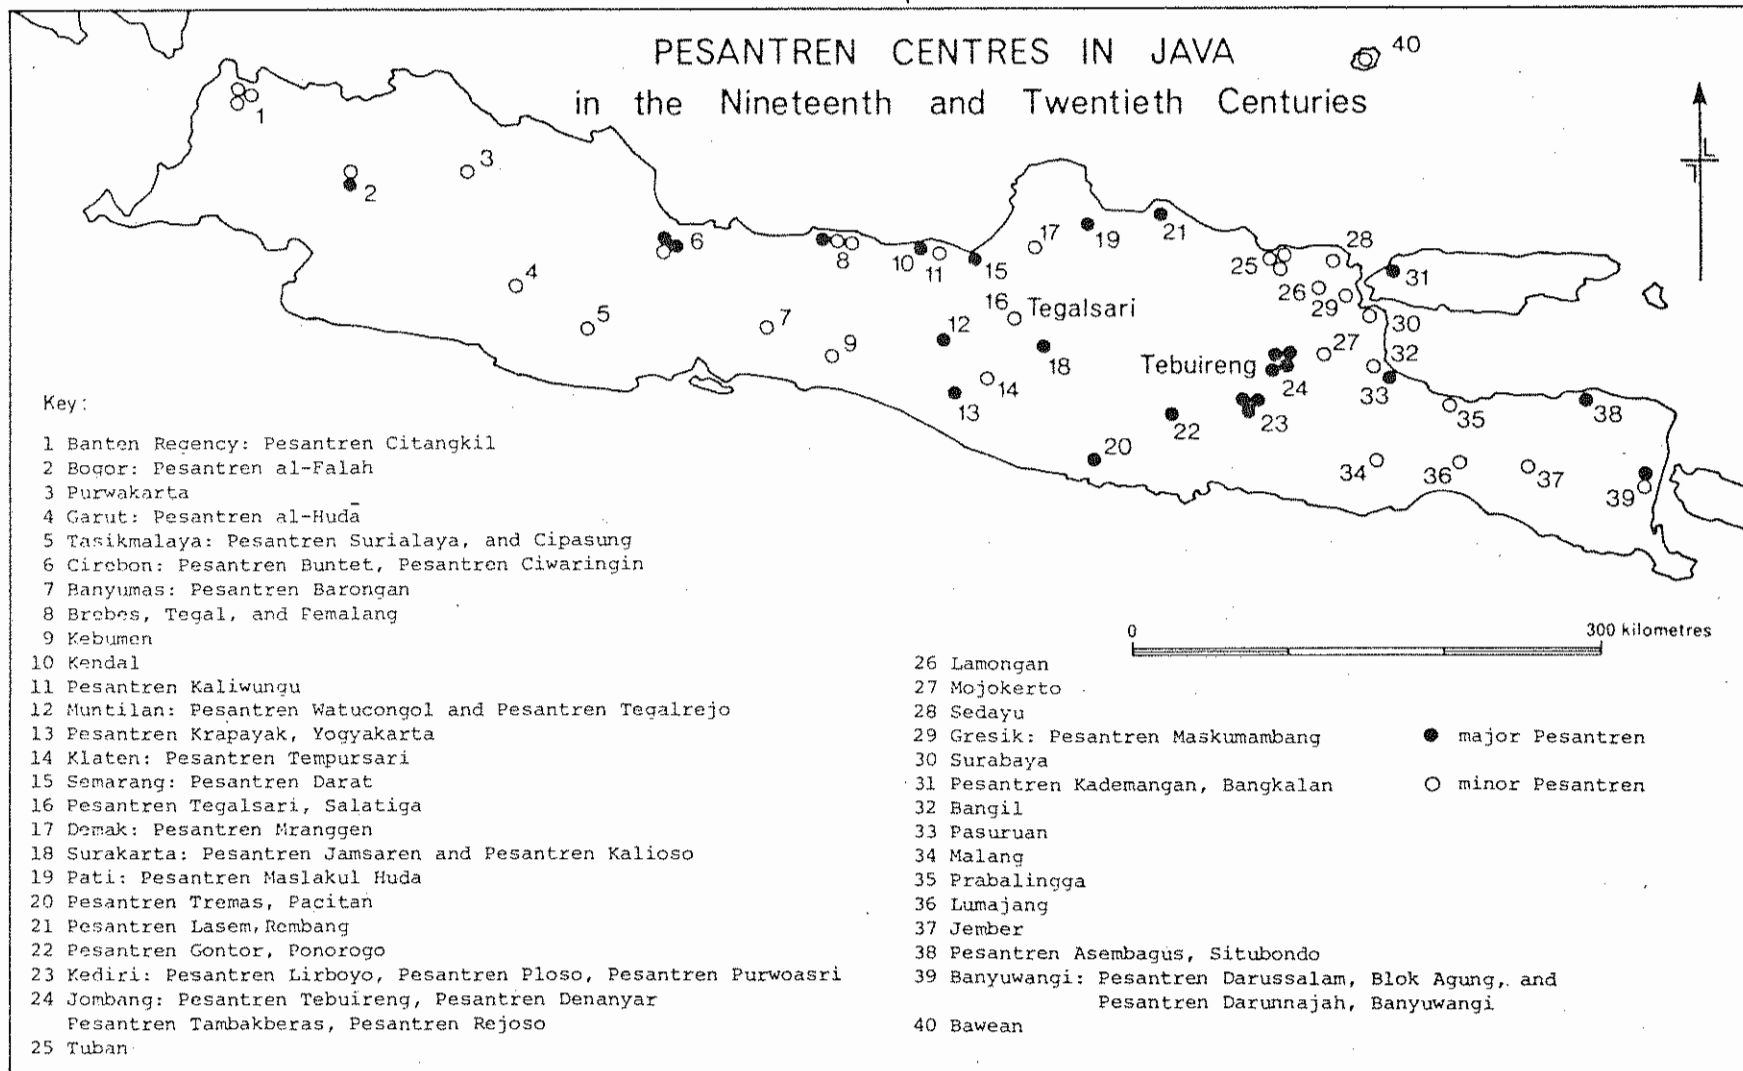 PESANTREN CENTRES IN JAVA
in the Nineteenth and Twentieth Centuries
40
1
2
3
4
5
6
7
8
9
10
11
12
13
14
15
16 Tegalsari
17
18
19
20
21
22
23
Tebuireng
24
25
26
27
28
29
30
31
32
33
34
35
36
37
38
39
0 300 kilometres
Key:
1 Banten Regency: Pesantren Citangkil
2 Bogor: Pesantren al-Falah
3 Purwakarta
4 Garut: Pesantren al-Hudā
5 Tasikmalaya: Pesantren Surialaya, and Cipasung
6 Cirebon: Pesantren Buntet, Pesantren Ciwaringin
7 Banyumas: Pesantren Barongan
8 Brebes, Tegal, and Pemalang
9 Kebumen
10 Kendal
11 Pesantren Kaliwungu
12 Muntilan: Pesantren Watucongol and Pesantren Tegalrejo
13 Pesantren Krapayak, Yogyakarta
14 Klaten: Pesantren Tempursari
15 Semarang: Pesantren Darat
16 Pesantren Tegalsari, Salatiga
17 Demak: Pesantren Mranggen
18 Surakarta: Pesantren Jamsaren and Pesantren Kalioso
19 Pati: Pesantren Maslakul Huda
20 Pesantren Tremas, Pacitan
21 Pesantren Lasem, Rembang
22 Pesantren Gontor, Ponorogo
23 Kediri: Pesantren Lirboyo, Pesantren Ploso, Pesantren Purwoasri
24 Jombang: Pesantren Tebuireng, Pesantren Denanyar
Pesantren Tambakberas, Pesantren Rejoso
25 Tuban
26 Lamongan
27 Mojokerto
28 Sedayu
29 Gresik: Pesantren Maskumambang
30 Surabaya
31 Pesantren Kademangan, Bangkalan
32 Bangil
33 Pasuruan
34 Malang
35 Prabalingga
36 Lumajang
37 Jember
38 Pesantren Asembagus, Situbondo
39 Banyuwangi: Pesantren Darussalam, Blok Agung, and
Pesantren Darunnajah, Banyuwangi
40 Bawean
major Pesantren
minor Pesantren